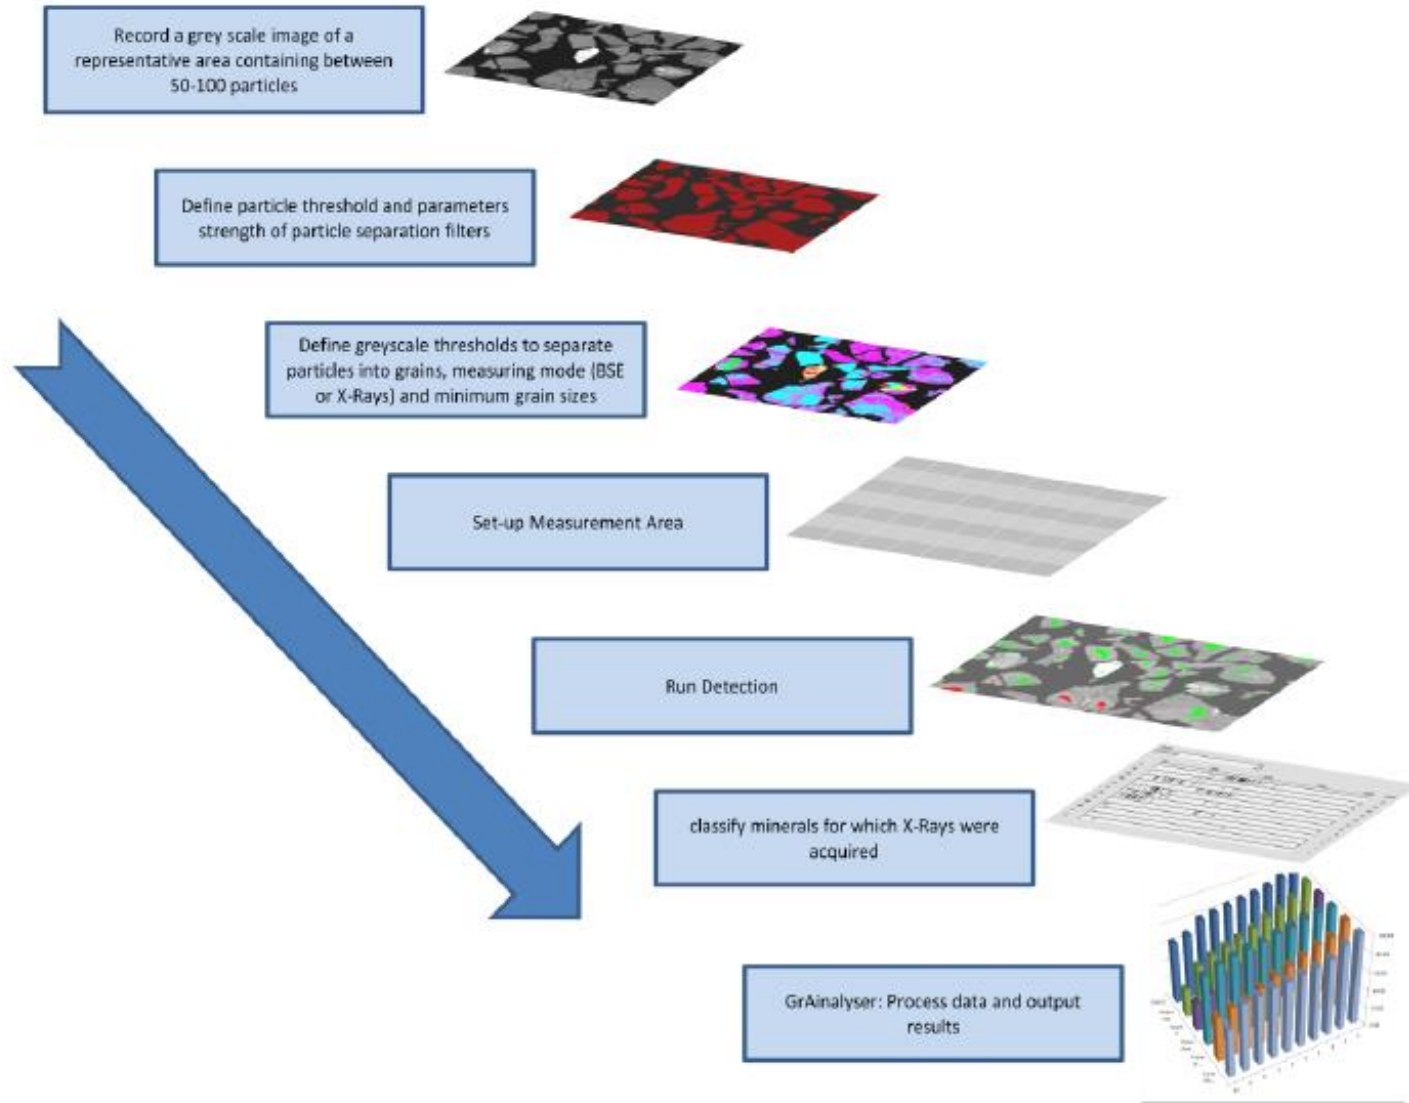 Record a grey scale image of a
representative area containing between
50-100 particles
Define particle threshold and parameters
strength of particle separation filters
Define greyscale thresholds to separate
particles into grains, measuring mode (BSE
or X-Rays) and minimum grain sizes
Set-up Measurement Area
Run Detection
classify minerals for which X-Rays were
acquired
GrAinalyser: Process data and output
results